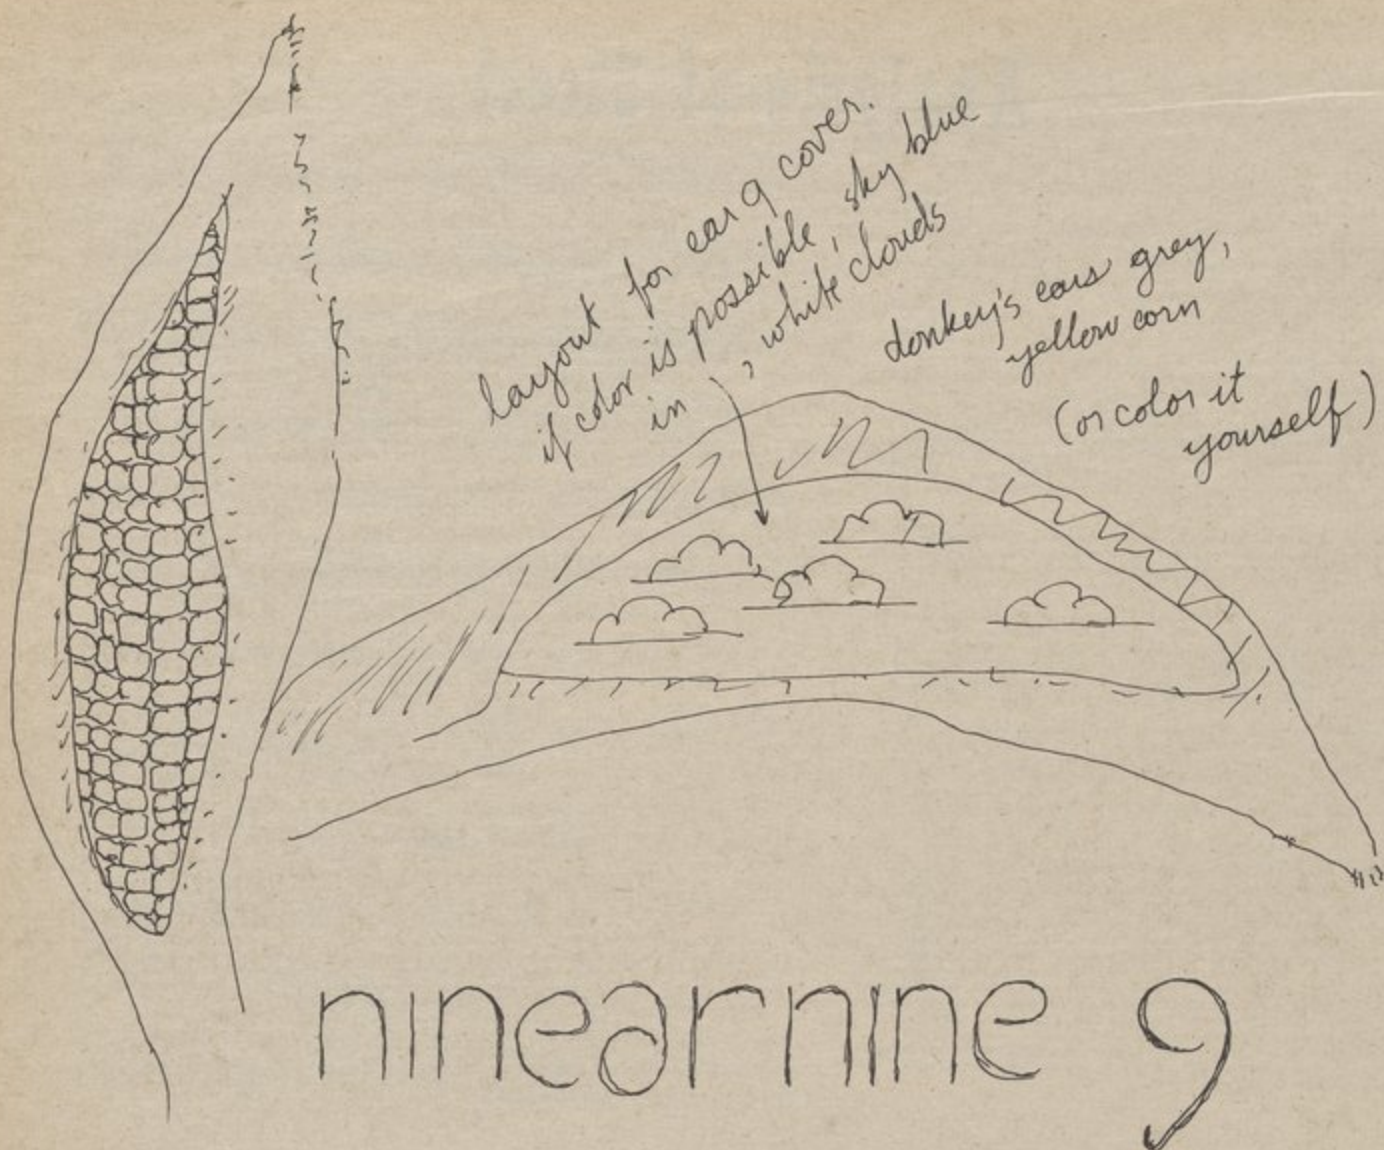 layout for ear 9 cover.
if color is possible, sky blue
in , white clouds
donkey's ears grey,
yellow corn
(or color it
yourself)
ninearnine 9